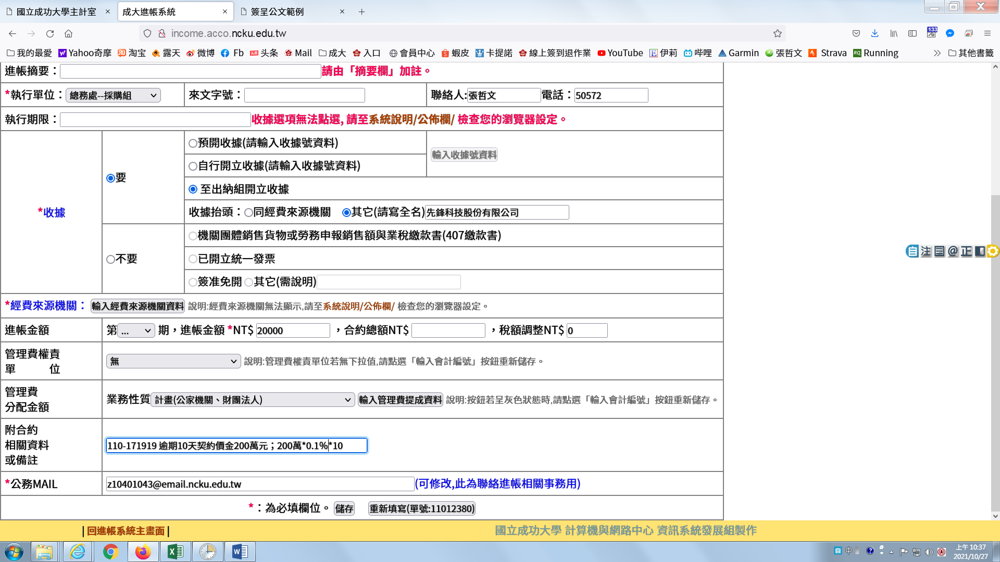 國立成功大學主計室
成大進帳系統
簽呈公文範例
income.acco.ncku.edu.tw
133
我的最愛 Yahoo奇摩 淘宝 露天 微博 Fb 头条 Mail 成大 入口 會員中心 蝦皮 卡提諾 線上簽到退作業 YouTube 伊莉 哔哩 Garmin 張哲文 Strava Running 其他書籤
進帳摘要： 請由「摘要欄」加註。
*執行單位： 總務處--採購組 來文字號： 聯絡人:張哲文 電話：50572
執行期限： 收據選項無法點選, 請至系統說明/公佈欄/ 檢查您的瀏覽器設定。
預開收據(請輸入收據號資料)
輸入收據號資料
自行開立收據(請輸入收據號資料)
要
至出納組開立收據
*收據
收據抬頭：同經費來源機關 其它(請寫全名)先鋒科技股份有限公司
機關團體銷售貨物或勞務申報銷售額與業稅繳款書(407繳款書)
不要
已開立統一發票
簽准免開 其它(需說明)
*經費來源機關： 輸入經費來源機關資料 說明:經費來源機關無法顯示,請至系統說明/公佈欄/ 檢查您的瀏覽器設定。
進帳金額 第 ... 期，進帳金額 *NT$ 20000 ，合約總額NT$ ，稅額調整NT$ 0
管理費權責
單 位
無 說明:管理費權責單位若無下拉值,請點選「輸入會計編號」按鈕重新儲存。
管理費
分配金額
業務性質 計畫(公家機關、財團法人) 輸入管理費提成資料 說明:按鈕若呈灰色狀態時,請點選「輸入會計編號」按鈕重新儲存。
附合約
相關資料
或備註
110-171919 逾期10天契約價金200萬元；200萬*0.1%*10
*公務MAIL z10401043@email.ncku.edu.tw (可修改,此為聯絡進帳相關事務用)
*：為必填欄位。 儲存 重新填寫(單號:11012380)
| 回進帳系統主畫面 |
國立成功大學 計算機與網路中心 資訊系統發展組製作
注 @ 正
中
上午 10:37
2021/10/27